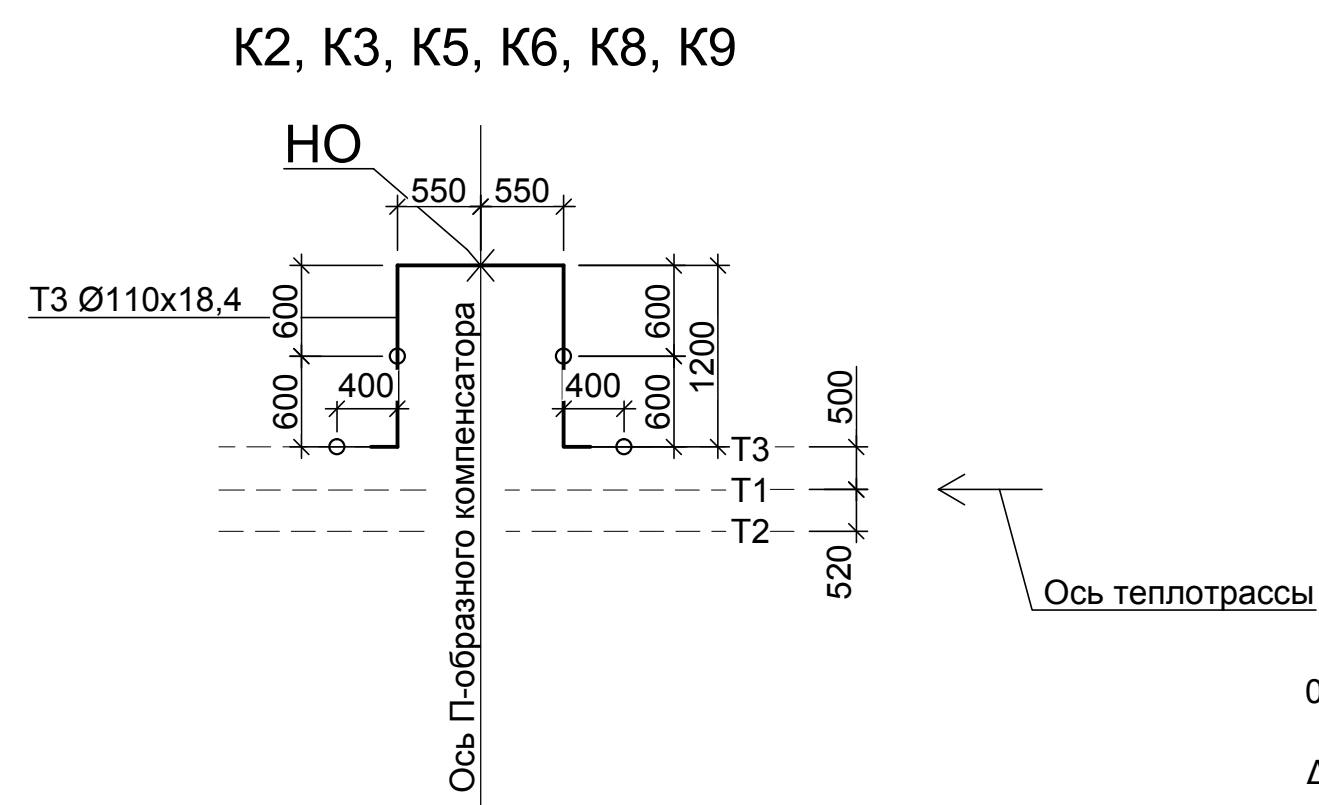 К2, К3, К5, К6, К8, К9
НО
550 550
Т3 Ø110х18,4
600
600
400
400
600
600
1200
500
Т3
Т1
Т2
520
Ось П-образного компенсатора
Ось теплотрассы